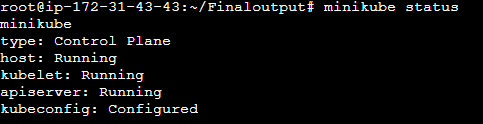 root@ip-172-31-43-43:~/Finaloutput# minikube status
minikube
type: Control Plane
host: Running
kubelet: Running
apiserver: Running
kubeconfig: Configured